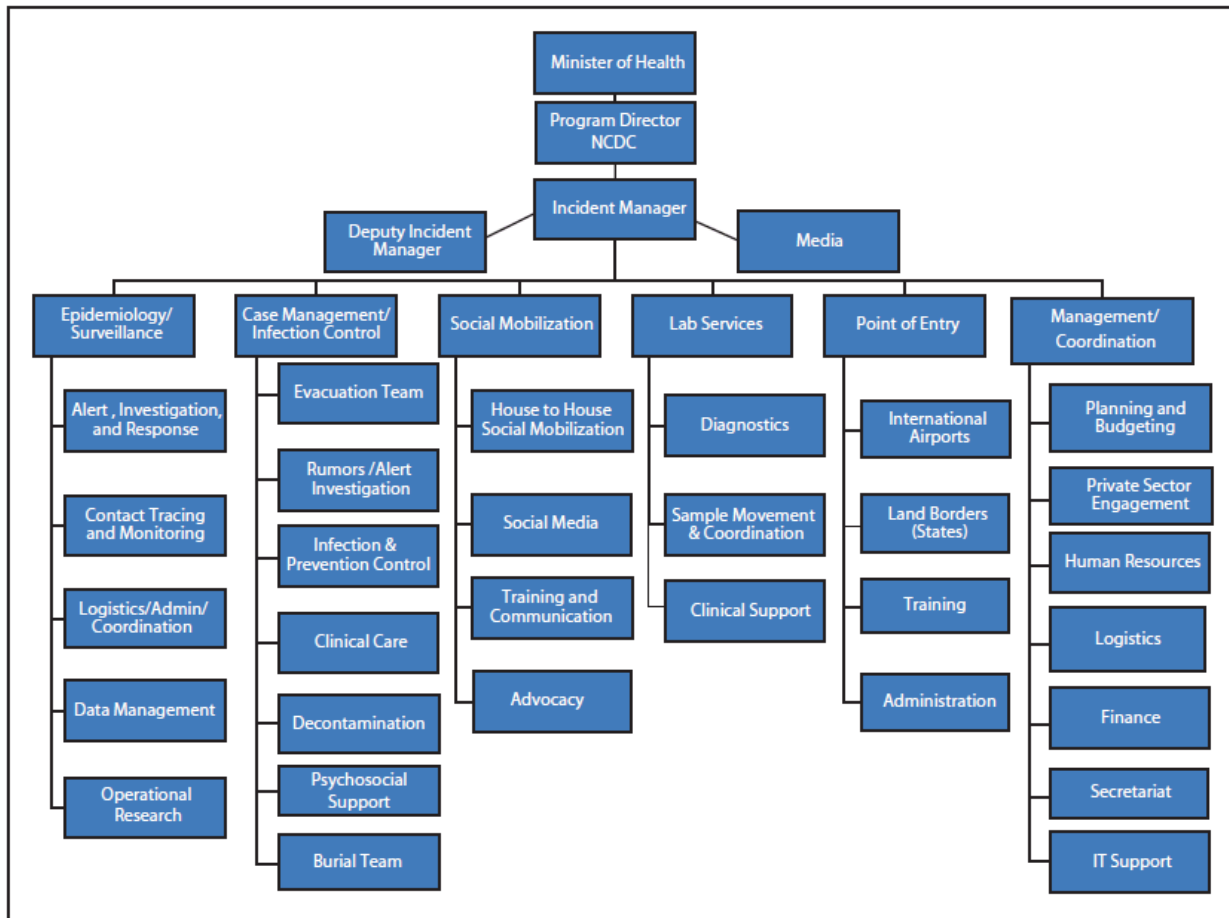 Minister of Health
Program Director
NCDC
Incident Manager
Deputy Incident
Manager
Media
Epidemiology/
Surveillance
Case Management/
Infection Control
Social Mobilization
Lab Services
Point of Entry
Management/
Coordination
Alert , Investigation,
and Response
Contact Tracing
and Monitoring
Logistics/Admin/
Coordination
Data Management
Operational
Research
Evacuation Team
Rumors /Alert
Investigation
Infection &
Prevention Control
Clinical Care
Decontamination
Psychosocial
Support
Burial Team
House to House
Social Mobilization
Social Media
Training and
Communication
Advocacy
Diagnostics
Sample Movement
& Coordination
Clinical Support
International
Airports
Land Borders
(States)
Training
Administration
Planning and
Budgeting
Private Sector
Engagement
Human Resources
Logistics
Finance
Secretariat
IT Support